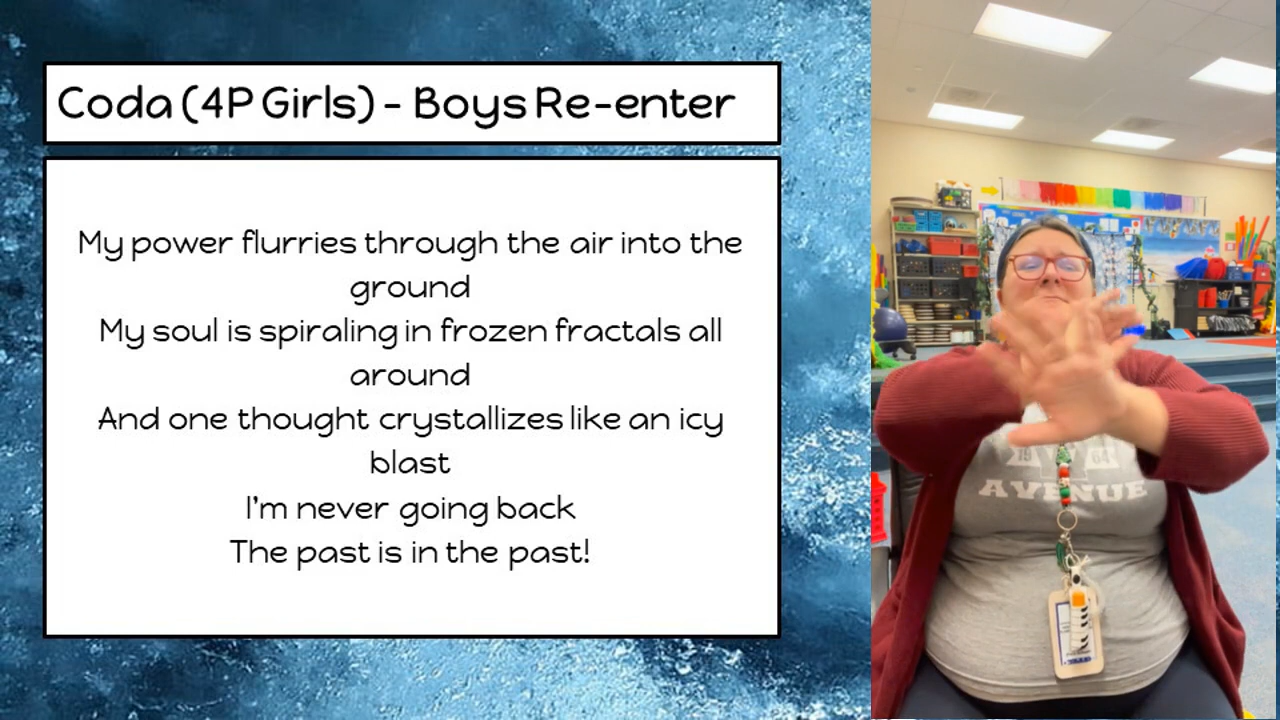 Coda (4P Girls) - Boys Re-enter
My power flurries through the air into the
ground
My soul is spiraling in frozen fractals all
around
And one thought crystallizes like an icy
blast
I'm never going back
The past is in the past!
19 64
AVENUE